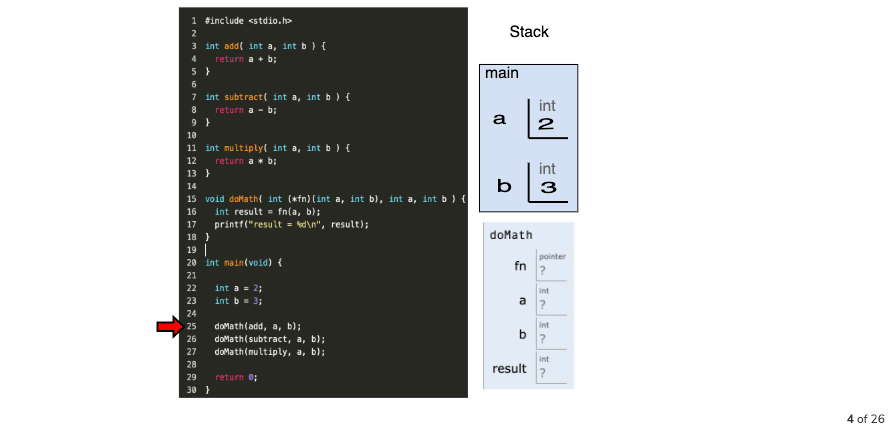 1 #include <stdio.h>
2
3 int add( int a, int b ) {
4   return a + b;
5 }
6
7 int subtract( int a, int b ) {
8   return a - b;
9 }
10
11 int multiply( int a, int b ) {
12   return a * b;
13 }
14
15 void doMath( int (*fn)(int a, int b), int a, int b ) {
16   int result = fn(a, b);
17   printf("result = %d\n", result);
18 }
19
20 int main(void) {
21
22   int a = 2;
23   int b = 3;
24
25   doMath(add, a, b);
26   doMath(subtract, a, b);
27   doMath(multiply, a, b);
28
29   return 0;
30 }
Stack
main
int
a 2
int
b 3
doMath
pointer
fn ?
int
a ?
int
b ?
int
result ?
4 of 26